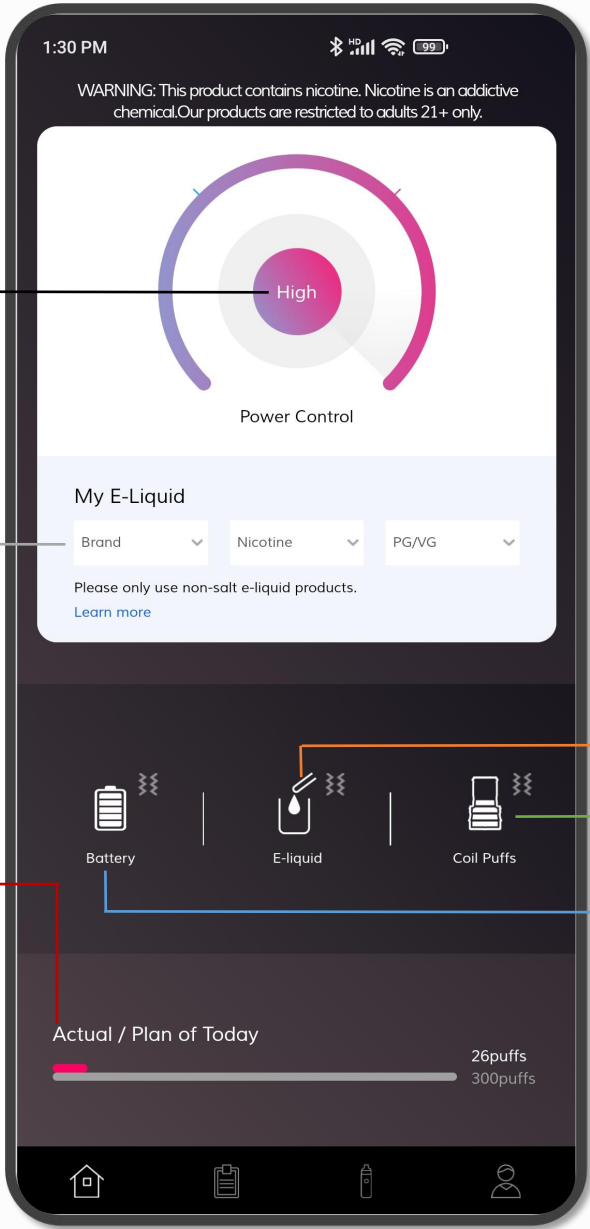 1:30 PM
HD
99
WARNING: This product contains nicotine. Nicotine is an addictive
chemical.Our products are restricted to adults 21+ only.
High
Power Control
My E-Liquid
Brand Nicotine PG/VG
Please only use non-salt e-liquid products.
Learn more
Battery E-liquid Coil Puffs
Actual / Plan of Today
26puffs
300puffs